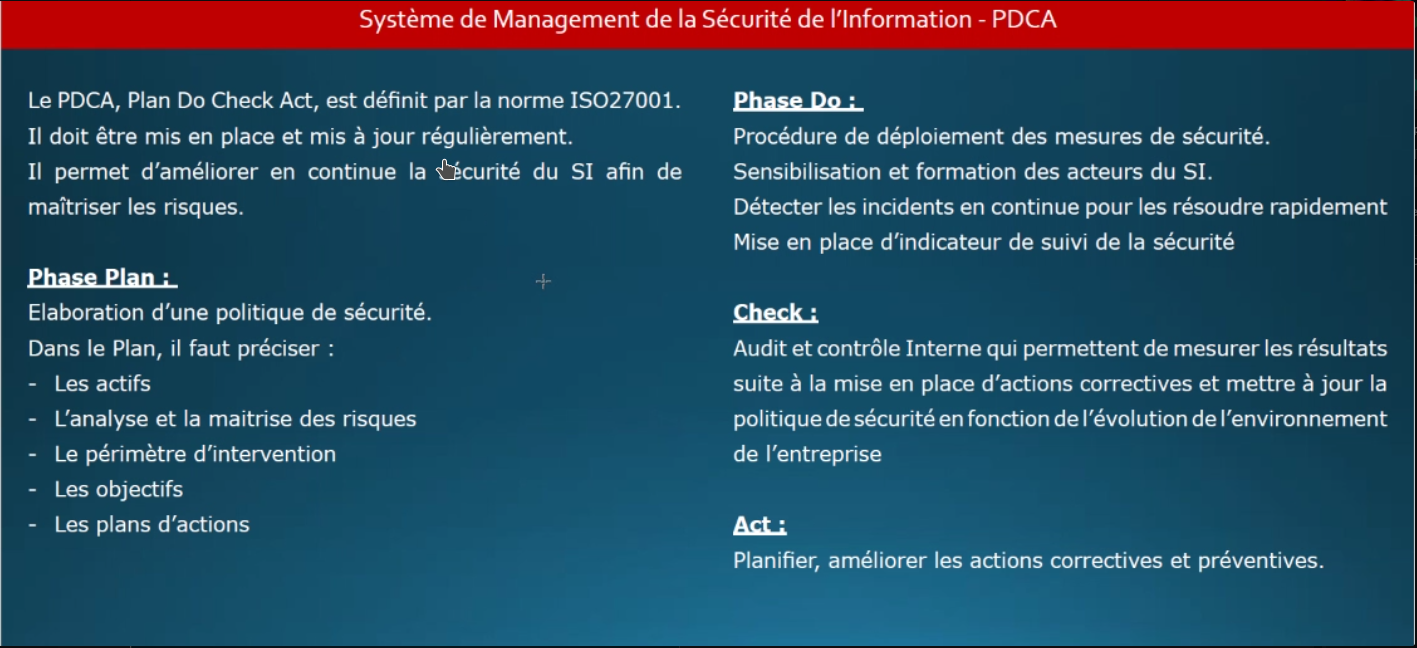 Système de Management de la Sécurité de l'Information - PDCA
Le PDCA, Plan Do Check Act, est définit par la norme ISO27001.
Il doit être mis en place et mis à jour régulièrement.
Il permet d'améliorer en continue la sécurité du SI afin de
maîtriser les risques.
Phase Plan :
Elaboration d'une politique de sécurité.
Dans le Plan, il faut préciser :
- Les actifs
- L'analyse et la maitrise des risques
- Le périmètre d'intervention
- Les objectifs
- Les plans d'actions
Phase Do :
Procédure de déploiement des mesures de sécurité.
Sensibilisation et formation des acteurs du SI.
Détecter les incidents en continue pour les résoudre rapidement
Mise en place d'indicateur de suivi de la sécurité
Check :
Audit et contrôle Interne qui permettent de mesurer les résultats
suite à la mise en place d'actions correctives et mettre à jour la
politique de sécurité en fonction de l'évolution de l'environnement
de l'entreprise
Act :
Planifier, améliorer les actions correctives et préventives.